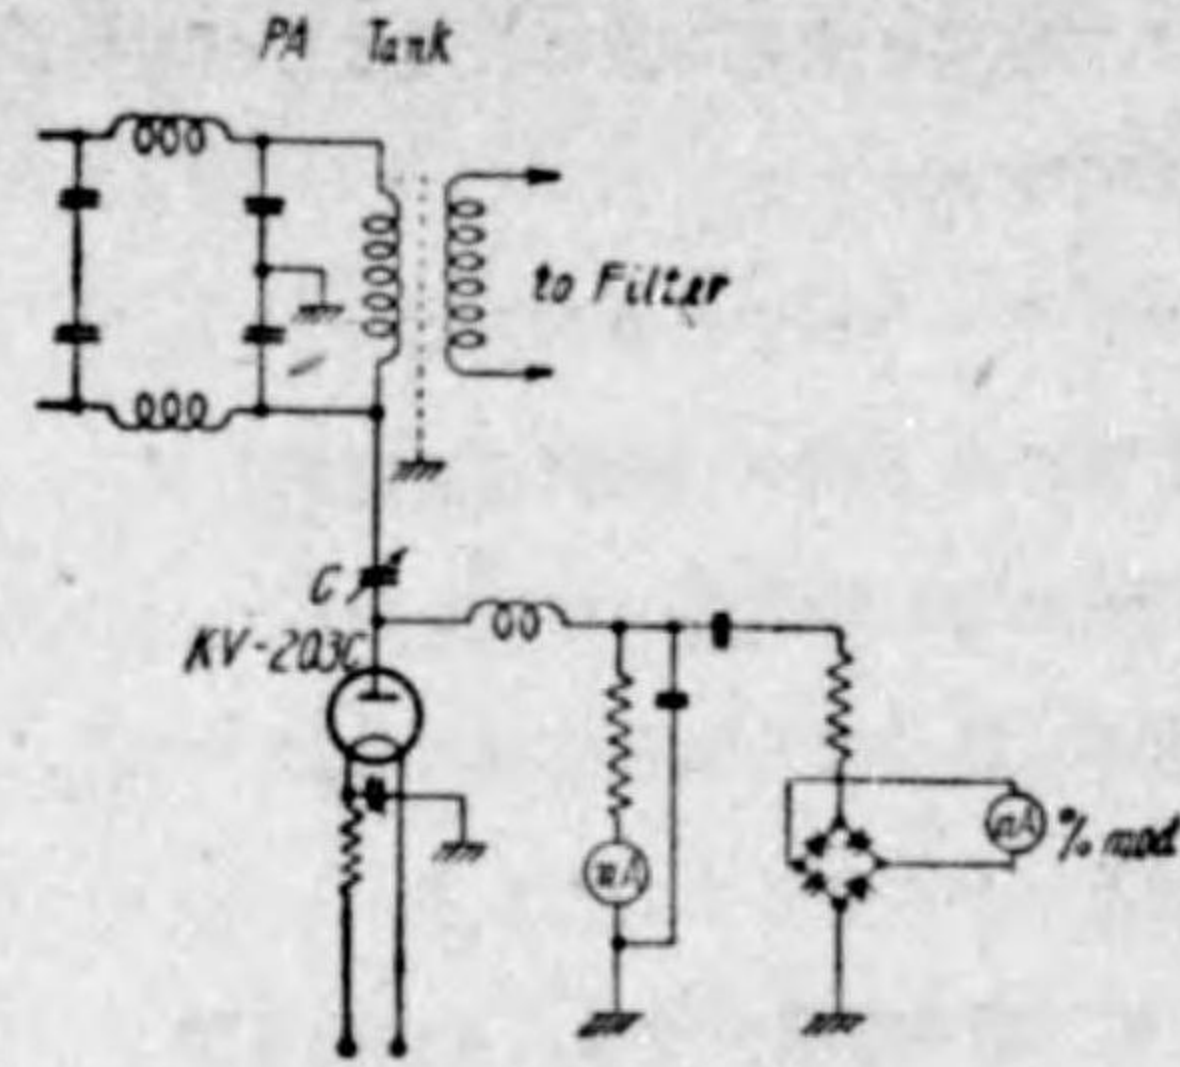 PA Tank
to Filter
C
KV-203C
mA
mA
% mod